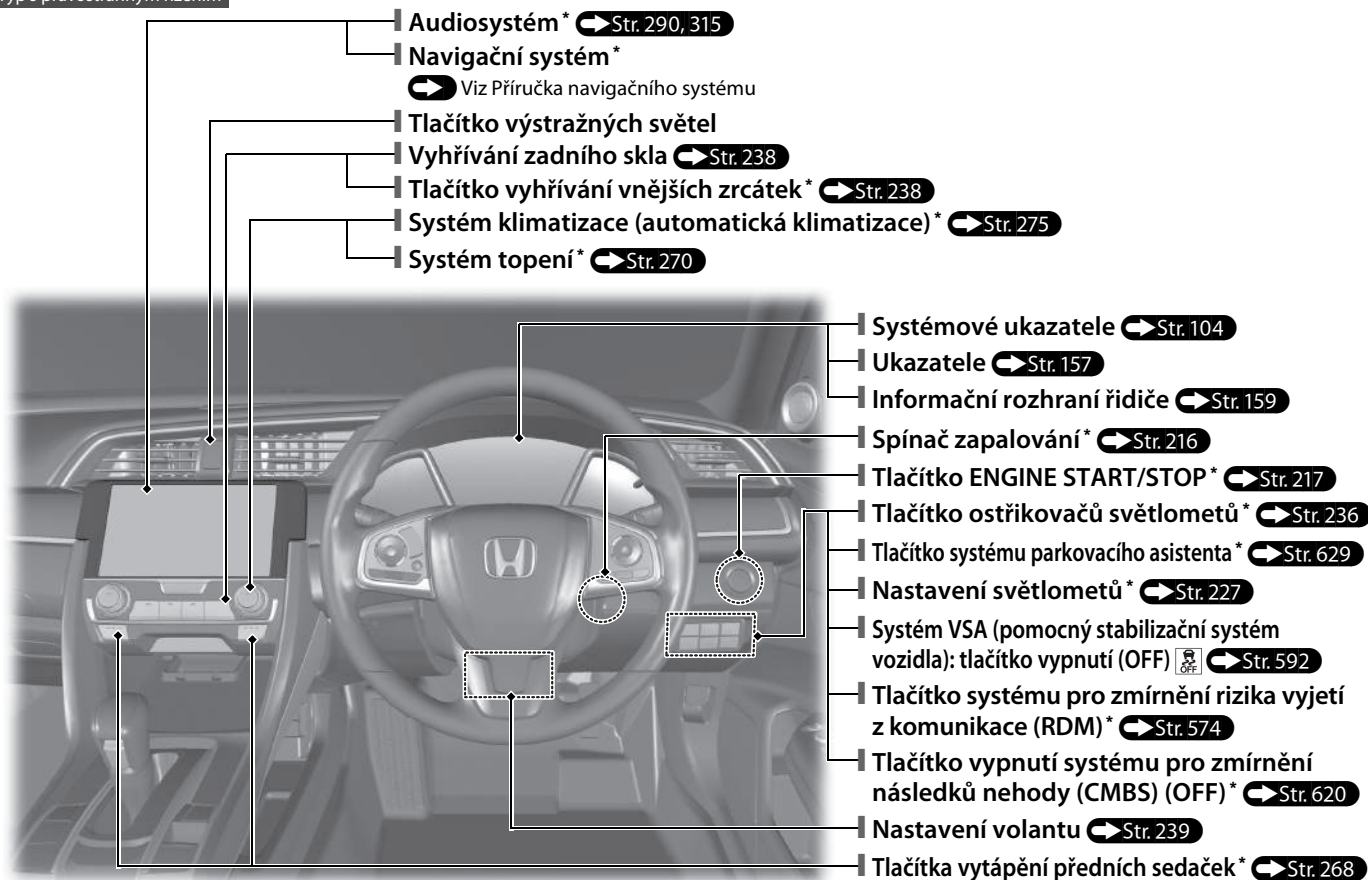 pravostranným řízením
Audiosystém* Str. 290, 315
Navigační systém*
Viz Příručka navigačního systému
Tlačítko výstražných světel
Vyhřívání zadního skla Str. 238
Tlačítko vyhřívání vnějších zrcátek* Str. 238
Systém klimatizace (automatická klimatizace)* Str. 275
Systém topení* Str. 270
Systémové ukazatele Str. 104
Ukazatele Str. 157
Informační rozhraní řidiče Str. 159
Spínač zapalování* Str. 216
Tlačítko ENGINE START/STOP* Str. 217
Tlačítko ostřikovačů světlometů* Str. 236
Tlačítko systému parkovacího asistenta* Str. 629
Nastavení světlometů* Str. 227
Systém VSA (pomocný stabilizační systém
vozidla): tlačítko vypnutí (OFF) OFF Str. 592
Tlačítko systému pro zmírnění rizika vyjetí
z komunikace (RDM)* Str. 574
Tlačítko vypnutí systému pro zmírnění
následků nehody (CMBS) (OFF)* Str. 620
Nastavení volantu Str. 239
Tlačítka vytápění předních sedaček* Str. 268